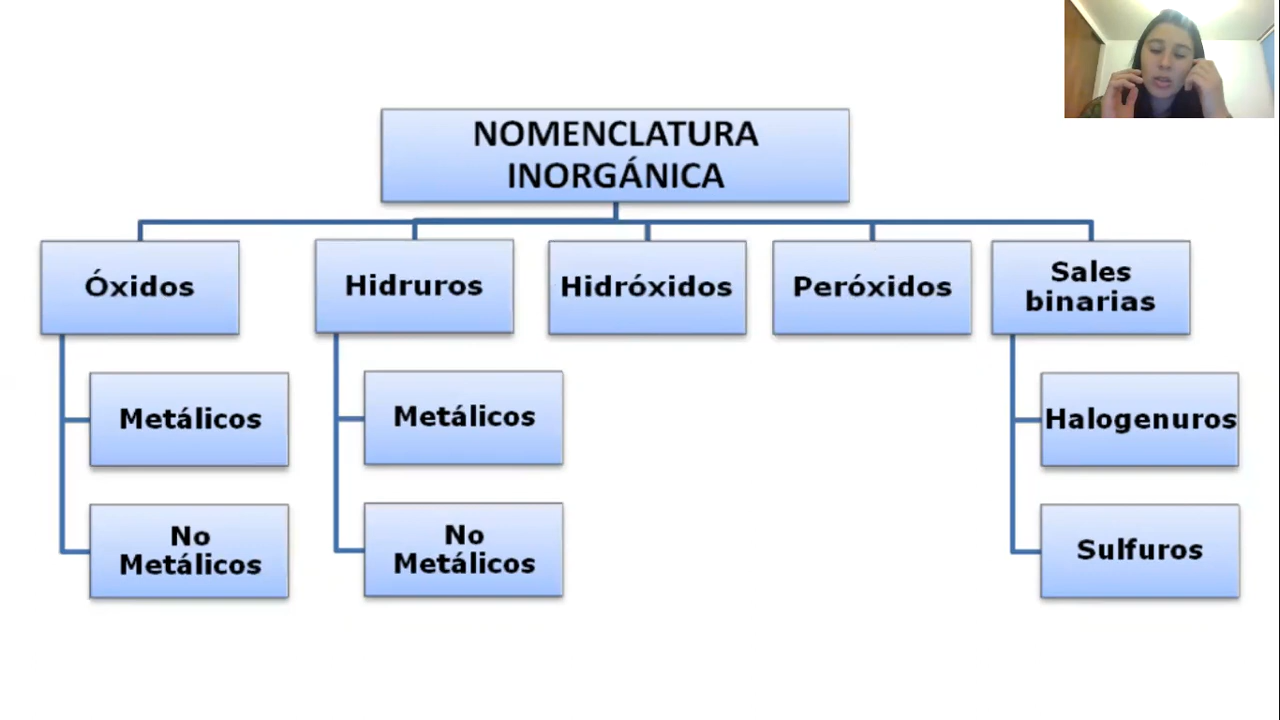 NOMENCLATURA
INORGÁNICA
Óxidos
Hidruros
Hidróxidos
Peróxidos
Sales
binarias
Metálicos
Metálicos
Halogenuros
No
Metálicos
No
Metálicos
Sulfuros